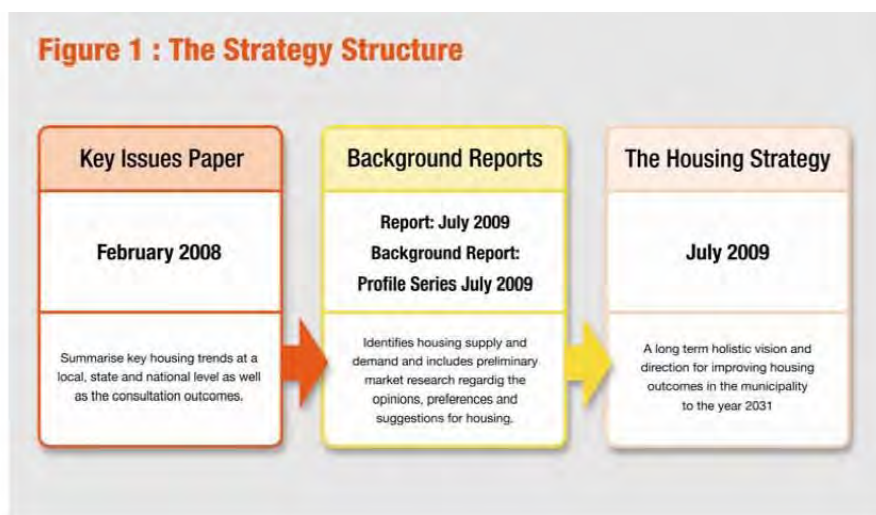 Figure 1 : The Strategy Structure
Key Issues Paper
February 2008
Summarise key housing trends at a
local, state and national level as well
as the consultation outcomes.
Background Reports
Report: July 2009
Background Report:
Profile Series July 2009
Identifies housing supply and
demand and includes preliminary
market research regardig the
opinions, preferences and
suggestions for housing.
The Housing Strategy
July 2009
A long term holistic vision and
direction for improving housing
outcomes in the municipality
to the year 2031